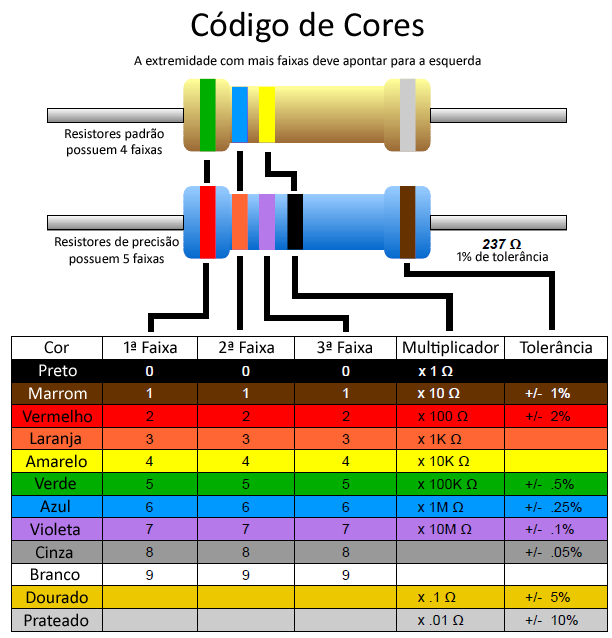 Código de Cores
A extremidade com mais faixas deve apontar para a esquerda
Resistores padrão
possuem 4 faixas
Resistores de precisão
possuem 5 faixas
237 Ω
1% de tolerância
Cor 1ª Faixa 2ª Faixa 3ª Faixa Multiplicador Tolerância
Preto 0 0 0 x 1 Ω
Marrom 1 1 1 x 10 Ω +/- 1%
Vermelho 2 2 2 x 100 Ω +/- 2%
Laranja 3 3 3 x 1K Ω
Amarelo 4 4 4 x 10K Ω
Verde 5 5 5 x 100K Ω +/- .5%
Azul 6 6 6 x 1M Ω +/- .25%
Violeta 7 7 7 x 10M Ω +/- .1%
Cinza 8 8 8 +/- .05%
Branco 9 9 9
Dourado x .1 Ω +/- 5%
Prateado x .01 Ω +/- 10%